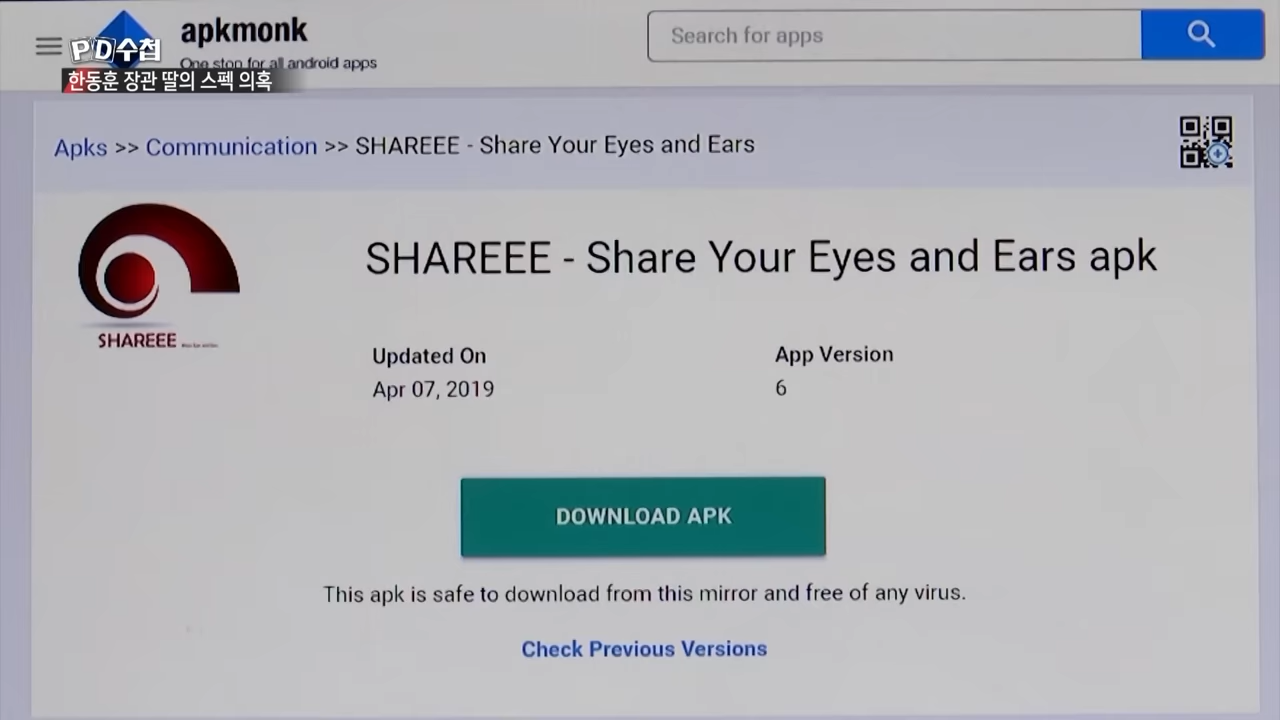 apkmonk
One stop for all android apps
PD수첩
한동훈 장관 딸의 스펙 의혹
Search for apps
Apks >> Communication >> SHAREEE - Share Your Eyes and Ears
SHAREEE
SHAREEE - Share Your Eyes and Ears apk
Updated On
App Version
Apr 07, 2019
6
DOWNLOAD APK
This apk is safe to download from this mirror and free of any virus.
Check Previous Versions